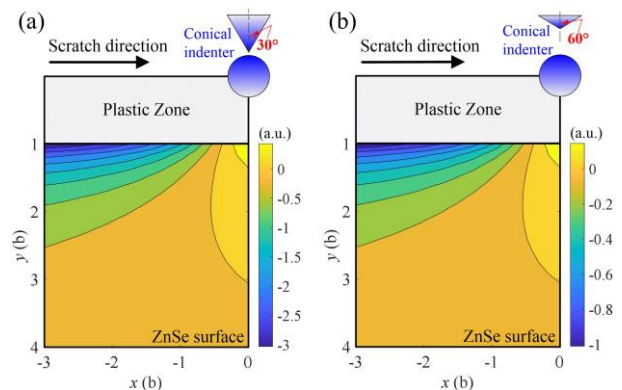 (a)
Scratch direction
Conical
indenter
30°
Plastic Zone
(a.u.)
0
-0.5
-1
-1.5
-2
-2.5
-3
1
2
3
4
y (b)
ZnSe surface
-3
-2
-1
0
x (b)
(b)
Scratch direction
Conical
indenter
60°
Plastic Zone
(a.u.)
0
-0.2
-0.4
-0.6
-0.8
-1
1
2
3
4
y (b)
ZnSe surface
-3
-2
-1
0
x (b)